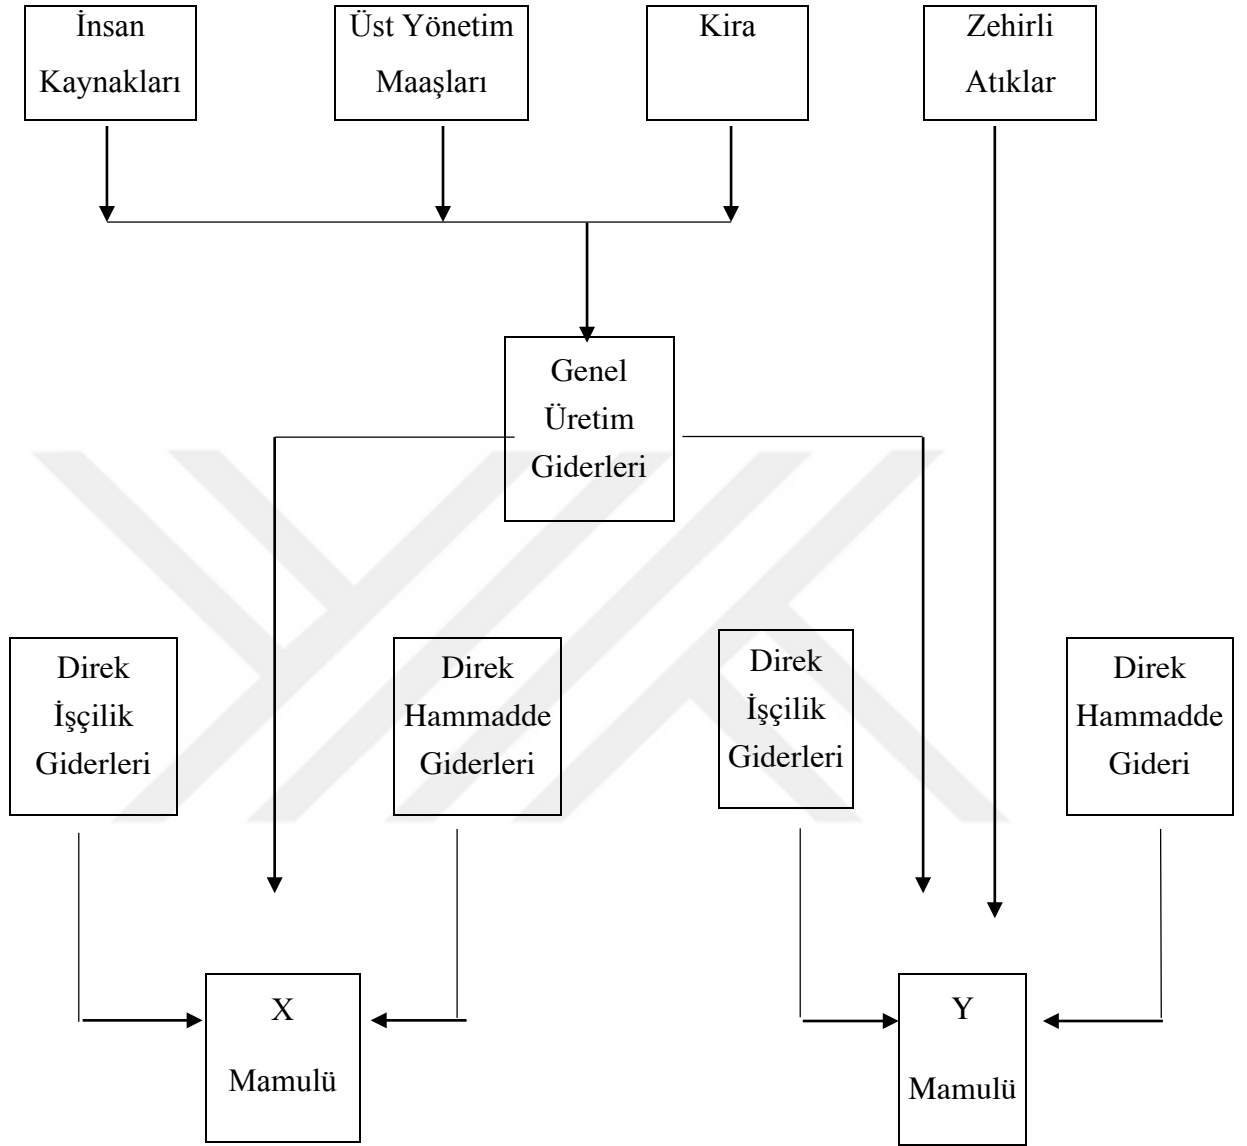 İnsan
Kaynakları
Üst Yönetim
Maaşları
Kira
Zehirli
Atıklar
Genel
Üretim
Giderleri
Direk
İşçilik
Giderleri
Direk
Hammadde
Giderleri
Direk
İşçilik
Giderleri
Direk
Hammadde
Gideri
X
Mamulü
Y
Mamulü